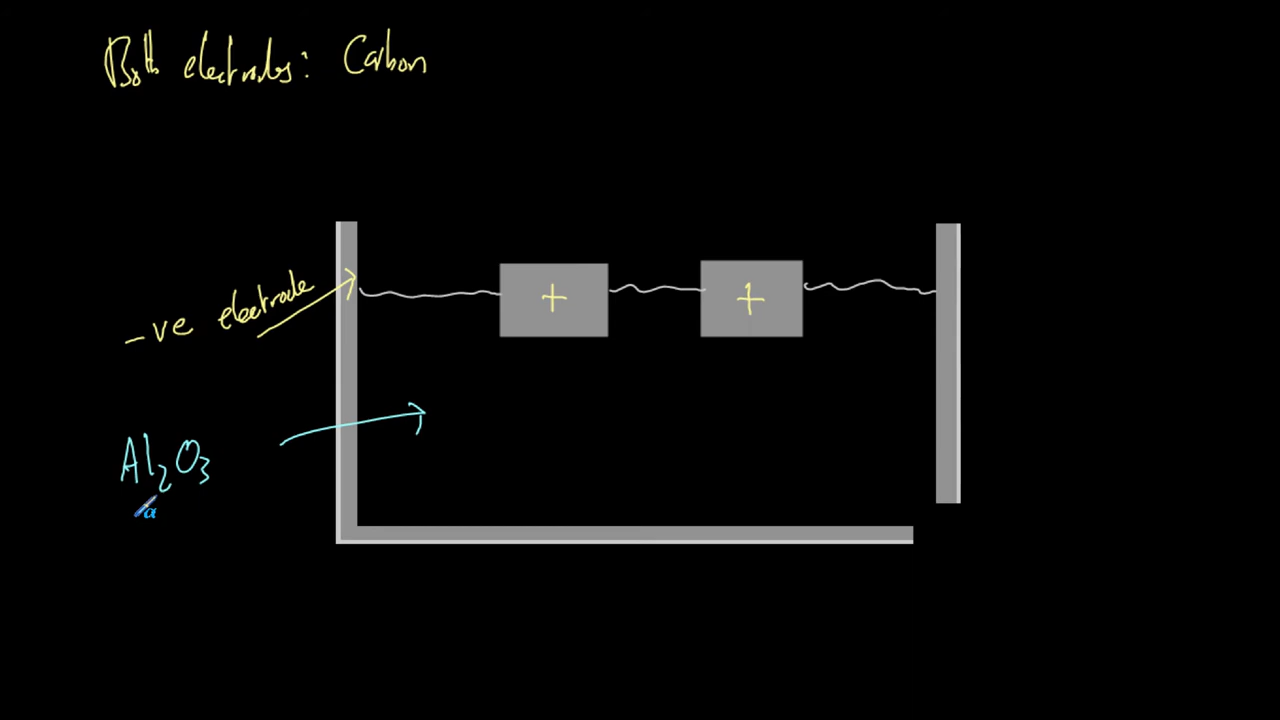 Both electrodes: Carbon
+ +
-ve electrode
Al₂O₃
a